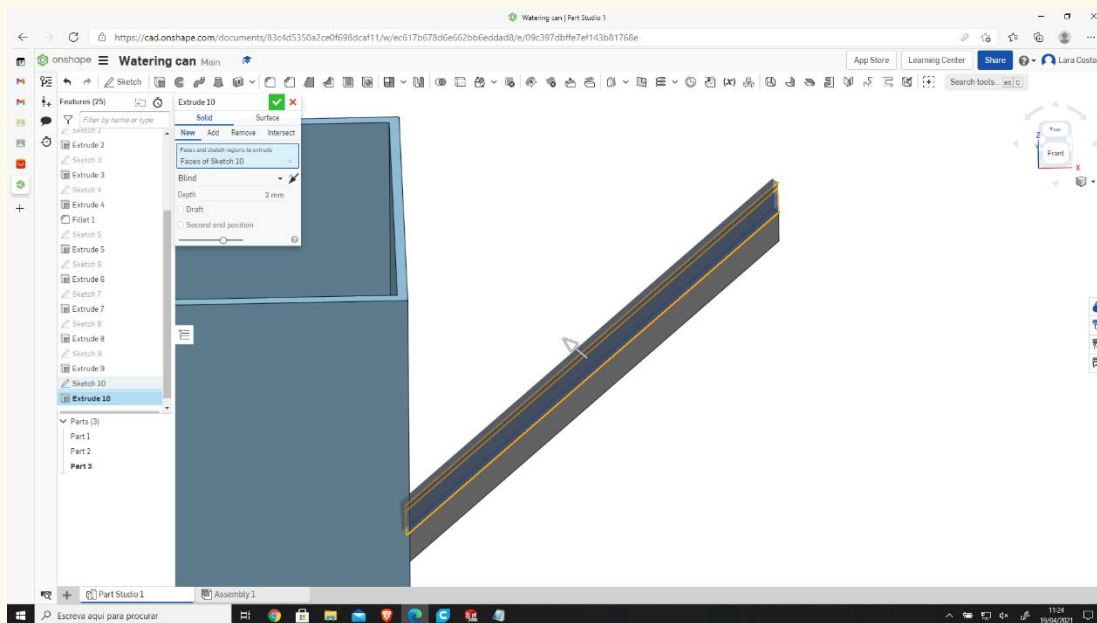 Watering can | Part Studio 1
https://cad.onshape.com/documents/83c4d5350a2ce0f698dcaf11/w/ec617b678d6e662bb6eddad8/e/09c397dbffe7ef143b81768e
onshape Watering can Main
App Store Learning Center Share Lara Costa
Sketch
Search tools... alt C
Features (25)
Filter by name or type
Sketch 2
Extrude 2
Sketch 3
Extrude 3
Sketch 4
Extrude 4
Fillet 1
Sketch 5
Extrude 5
Sketch 6
Extrude 6
Sketch 7
Extrude 7
Sketch 8
Extrude 8
Sketch 9
Extrude 9
Sketch 10
Extrude 10
Parts (3)
Part 1
Part 2
Part 3
Extrude 10
Solid Surface
New Add Remove Intersect
Faces and sketch regions to extrude
Faces of Sketch 10
Blind
Depth 2 mm
Draft
Second end position
Top
Front
Z
X
Part Studio 1
Assembly 1
Escreva aqui para procurar
11:24
19/04/2021